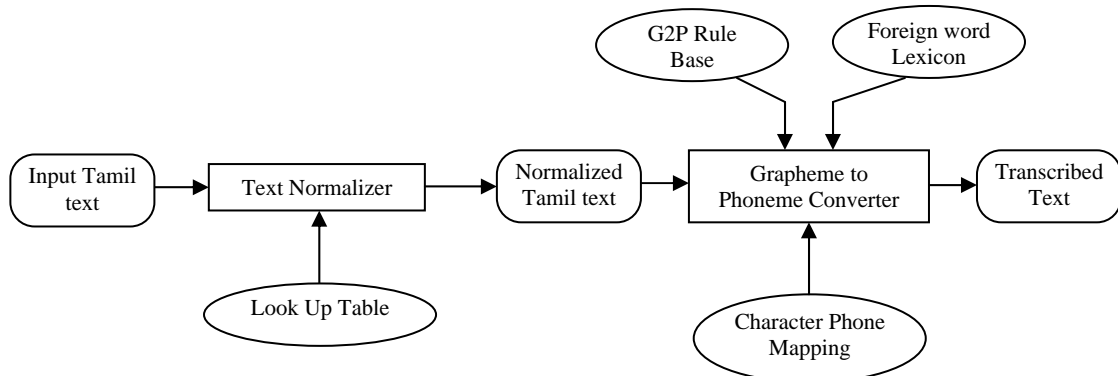 G2P Rule
Base
Foreign word
Lexicon
Input Tamil
text
Text Normalizer
Normalized
Tamil text
Grapheme to
Phoneme Converter
Transcribed
Text
Look Up Table
Character Phone
Mapping